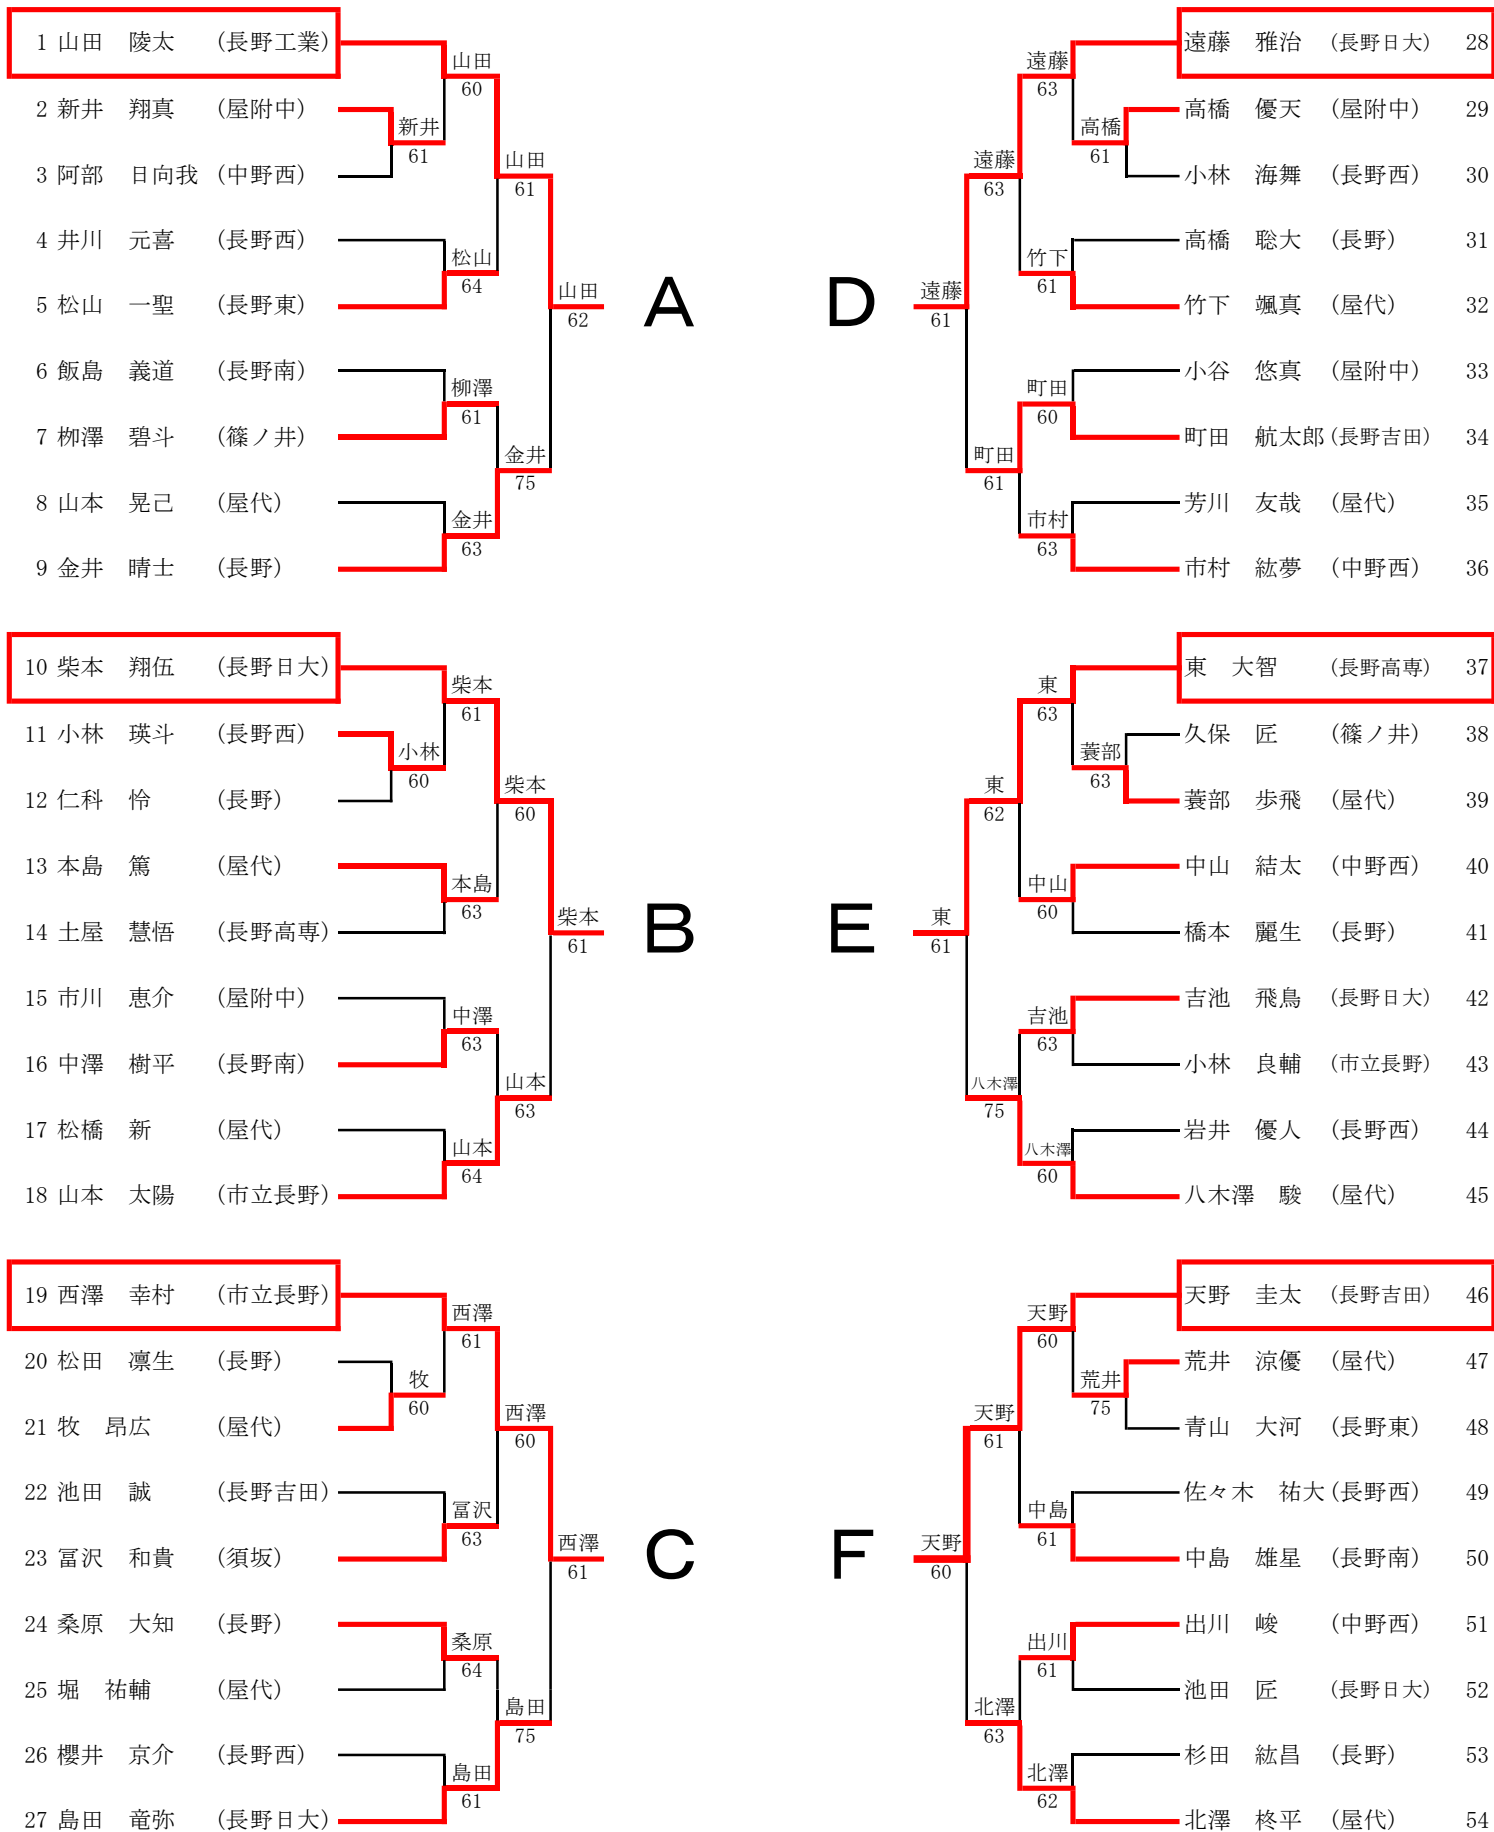 1 山田　陵太　（長野工業）
山田
60
2 新井　翔真　（屋附中）
新井
61
3 阿部　日向我　（中野西）
山田
61
4 井川　元喜　（長野西）
松山
64
5 松山　一聖　（長野東）
山田
62
A
6 飯島　義道　（長野南）
柳澤
61
7 栁澤　碧斗　（篠ノ井）
金井
75
8 山本　晃己　（屋代）
金井
63
9 金井　晴士　（長野）
10 柴本　翔伍　（長野日大）
柴本
61
11 小林　瑛斗　（長野西）
小林
60
12 仁科　怜　（長野）
柴本
60
13 本島　篤　（屋代）
本島
63
14 土屋　慧悟　（長野高専）
柴本
61
B
15 市川　恵介　（屋附中）
中澤
63
16 中澤　樹平　（長野南）
山本
63
17 松橋　新　（屋代）
山本
64
18 山本　太陽　（市立長野）
19 西澤　幸村　（市立長野）
西澤
61
20 松田　凛生　（長野）
牧
60
21 牧　昂広　（屋代）
西澤
60
22 池田　誠　（長野吉田）
冨沢
63
23 冨沢　和貴　（須坂）
西澤
61
C
24 桑原　大知　（長野）
桑原
64
25 堀　祐輔　（屋代）
島田
75
26 櫻井　京介　（長野西）
島田
61
27 島田　竜弥　（長野日大）
遠藤　雅治　（長野日大）　28
遠藤
63
高橋　優天　（屋附中）　29
高橋
61
小林　海舞　（長野西）　30
遠藤
63
高橋　聡大　（長野）　31
竹下
61
竹下　颯真　（屋代）　32
D
遠藤
61
小谷　悠真　（屋附中）　33
町田
60
町田　航太郎（長野吉田）　34
町田
61
芳川　友哉　（屋代）　35
市村
63
市村　紘夢　（中野西）　36
東　大智　（長野高専）　37
東
63
久保　匠　（篠ノ井）　38
蓑部
63
蓑部　歩飛　（屋代）　39
東
62
中山　結太　（中野西）　40
中山
60
橋本　麗生　（長野）　41
E
東
61
吉池　飛鳥　（長野日大）　42
吉池
63
小林　良輔　（市立長野）　43
八木澤
75
岩井　優人　（長野西）　44
八木澤
60
八木澤　駿　（屋代）　45
天野　圭太　（長野吉田）　46
天野
60
荒井　涼優　（屋代）　47
荒井
75
青山　大河　（長野東）　48
天野
61
佐々木　祐大（長野西）　49
中島
61
中島　雄星　（長野南）　50
F
天野
60
出川　峻　（中野西）　51
出川
61
池田　匠　（長野日大）　52
北澤
63
杉田　紘昌　（長野）　53
北澤
62
北澤　柊平　（屋代）　54